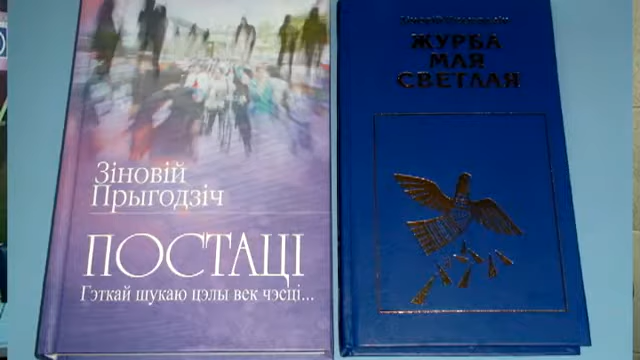 Зіновій
Прыгодзіч
ПОСТАЦІ
Гэткай шукаю цэлы век чэсці...
ЖУРБА
МАЯ
СВЕТЛАЯ